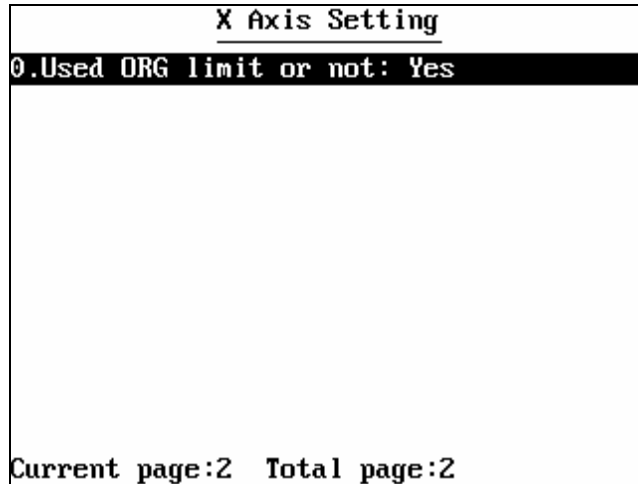 X Axis Setting
0.Used ORG limit or not: Yes
Current page:2 Total page:2